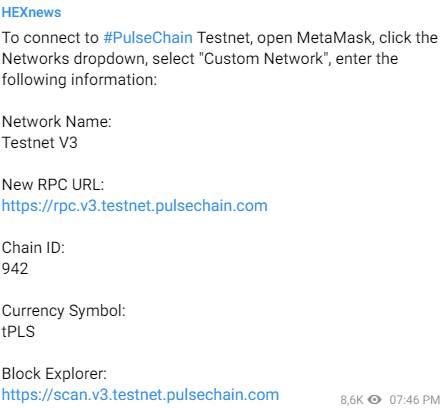 HEXnews
To connect to #PulseChain Testnet, open MetaMask, click the
Networks dropdown, select "Custom Network", enter the
following information:
Network Name:
Testnet V3
New RPC URL:
https://rpc.v3.testnet.pulsechain.com
Chain ID:
942
Currency Symbol:
tPLS
Block Explorer:
https://scan.v3.testnet.pulsechain.com
8,6K 07:46 PM